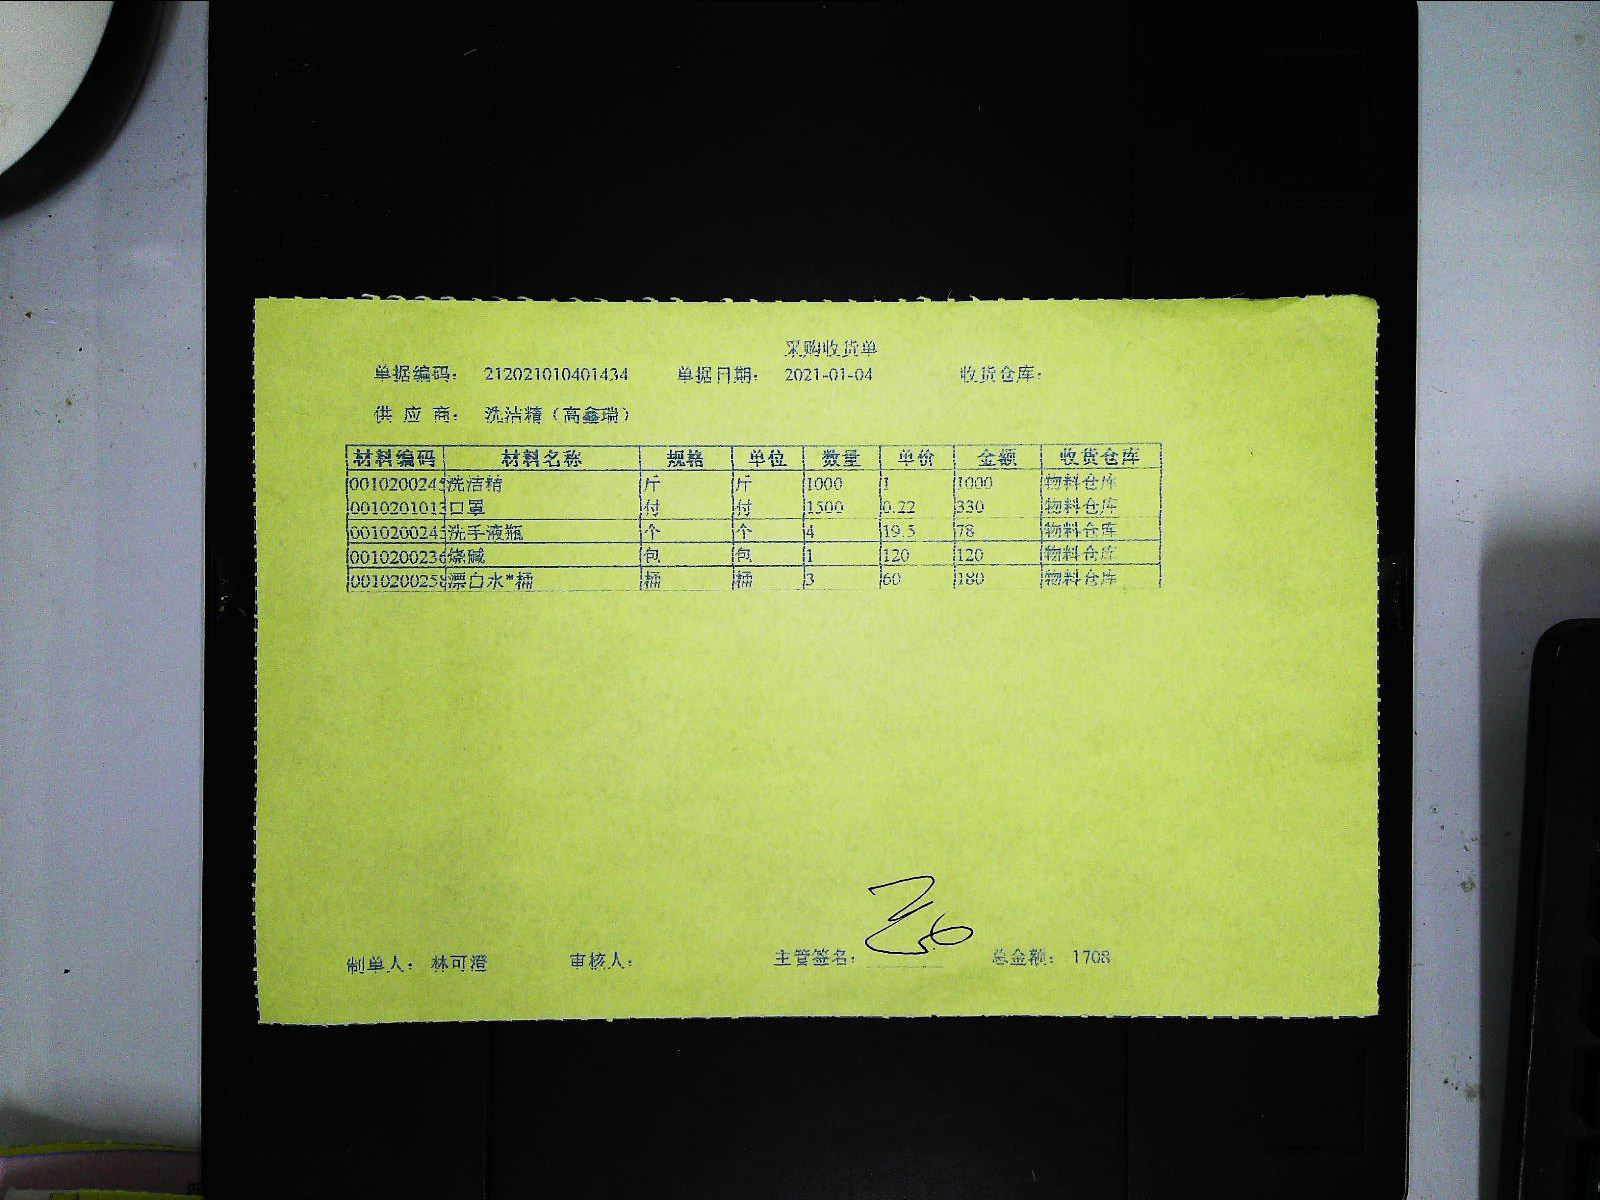 采购收货单
单据编码： 212021010401434 单据日期： 2021-01-04 收货仓库：
供 应 商： 洗洁精（高鑫瑞）
材料编码 材料名称 规格 单位 数量 单价 金额 收货仓库
0010200245 洗洁精 斤 斤 1000 1 1000 物料仓库
0010201013 口罩 付 付 1500 0.22 330 物料仓库
001020024 洗手液瓶 个 个 4 19.5 78 物料仓库
0010200236 烧碱 包 包 1 120 120 物料仓库
0010200258 漂白水*桶 桶 桶 3 60 180 物料仓库
制单人： 林可澄 审核人： 主管签名： 总金额： 1708